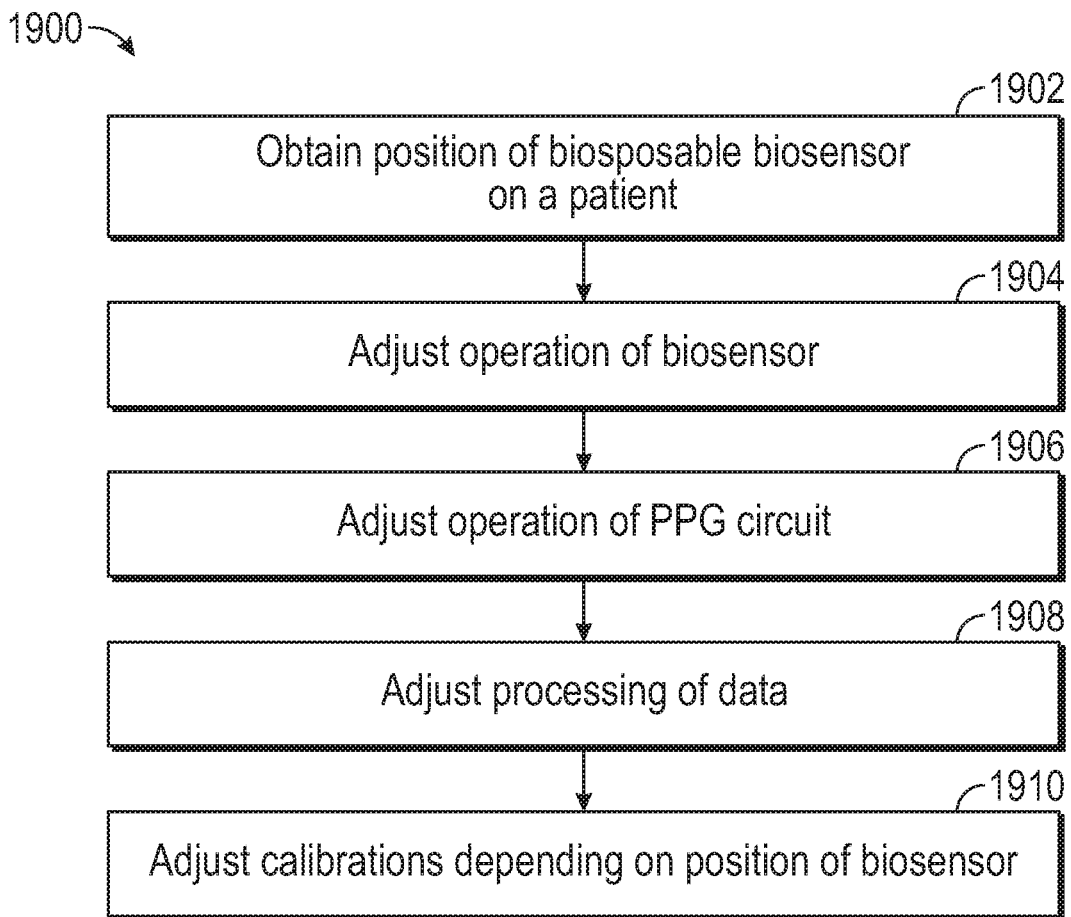 1900
1902
Obtain position of biosposable biosensor
on a patient
1904
Adjust operation of biosensor
1906
Adjust operation of PPG circuit
1908
Adjust processing of data
1910
Adjust calibrations depending on position of biosensor